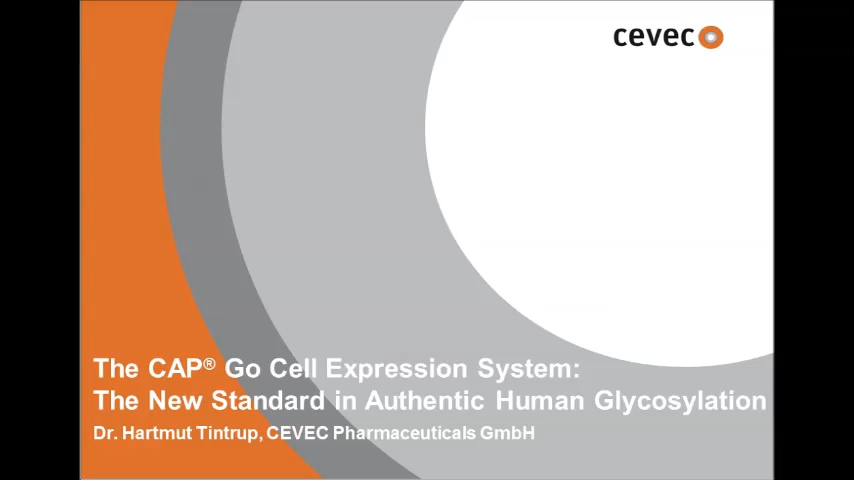 cevec
The CAP® Go Cell Expression System:
The New Standard in Authentic Human Glycosylation
Dr. Hartmut Tintrup, CEVEC Pharmaceuticals GmbH